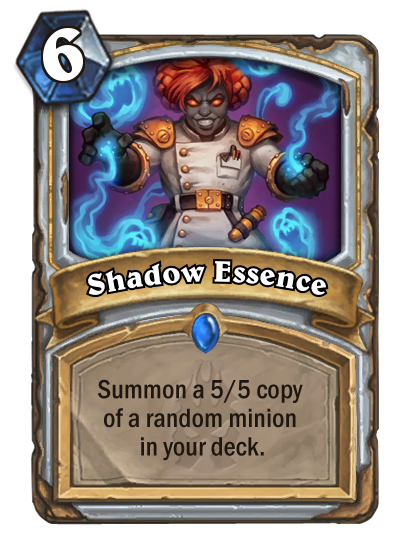 6
Shadow Essence
Summon a 5/5 copy
of a random minion
in your deck.